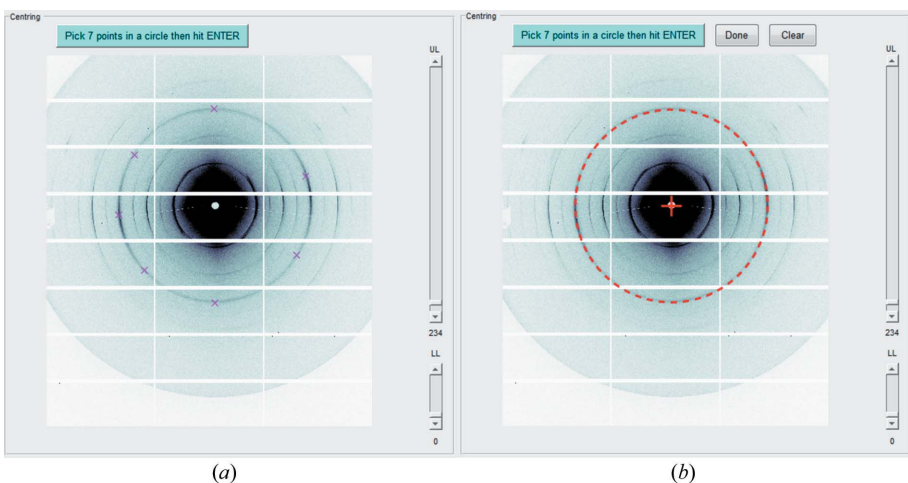 Centring
Pick 7 points in a circle then hit ENTER
UL
234
LL
0
(a)
Centring
Pick 7 points in a circle then hit ENTER
Done
Clear
UL
234
LL
0
(b)